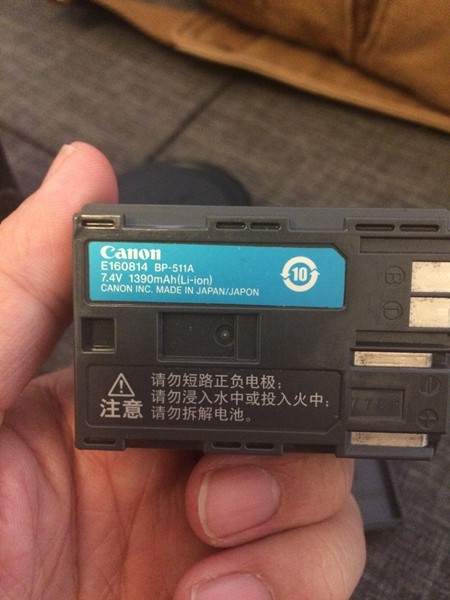 Canon
E160814 BP-511A
7.4V 1390mAh(Li-ion)
CANON INC. MADE IN JAPAN/JAPON
10
注意
请勿短路正负电极；
请勿浸入水中或投入火中；
请勿拆解电池。
−
+